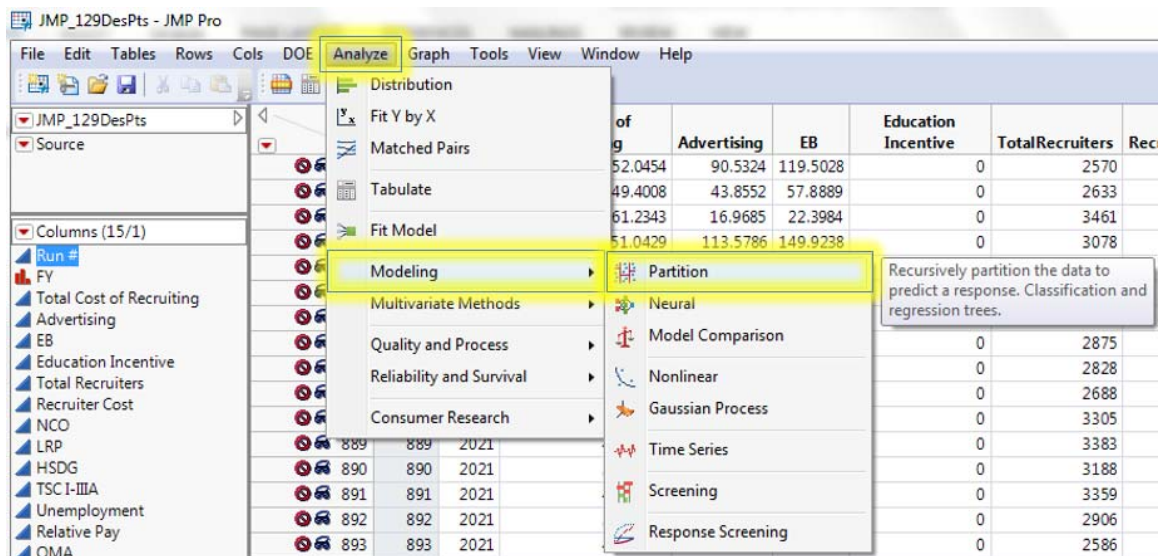 JMP_129DesPts - JMP Pro
File Edit Tables Rows Cols DOE Analyze Graph Tools View Window Help
JMP_129DesPts
Source
Columns (15/1)
Run #
FY
Total Cost of Recruiting
Advertising
EB
Education Incentive
Total Recruiters
Recruiter Cost
NCO
LRP
HSDG
TSC I-IIIA
Unemployment
Relative Pay
OMA
Distribution
Fit Y by X
Matched Pairs
Tabulate
Fit Model
Modeling
Multivariate Methods
Quality and Process
Reliability and Survival
Consumer Research
Partition
Neural
Model Comparison
Nonlinear
Gaussian Process
Time Series
Screening
Response Screening
Recursively partition the data to
predict a response. Classification and
regression trees.
of Education
g Advertising EB Incentive TotalRecruiters Recr
52.0454 90.5324 119.5028 0 2570
49.4008 43.8552 57.8889 0 2633
61.2343 16.9685 22.3984 0 3461
51.0429 113.5786 149.9238 0 3078
0 2875
0 2828
0 2688
0 3305
889 889 2021 0 3383
890 890 2021 0 3188
891 891 2021 0 3359
892 892 2021 0 2906
893 893 2021 0 2586